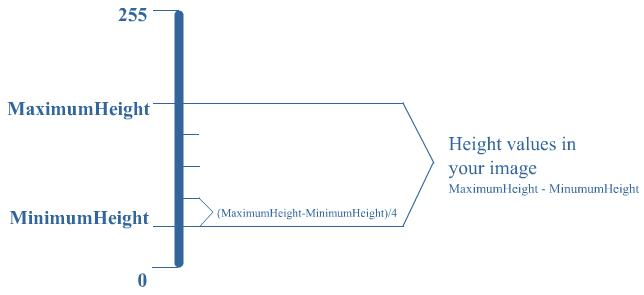 255
MaximumHeight
Height values in
your image
MaximumHeight - MinumumHeight
(MaximumHeight-MinimumHeight)/4
MinimumHeight
0